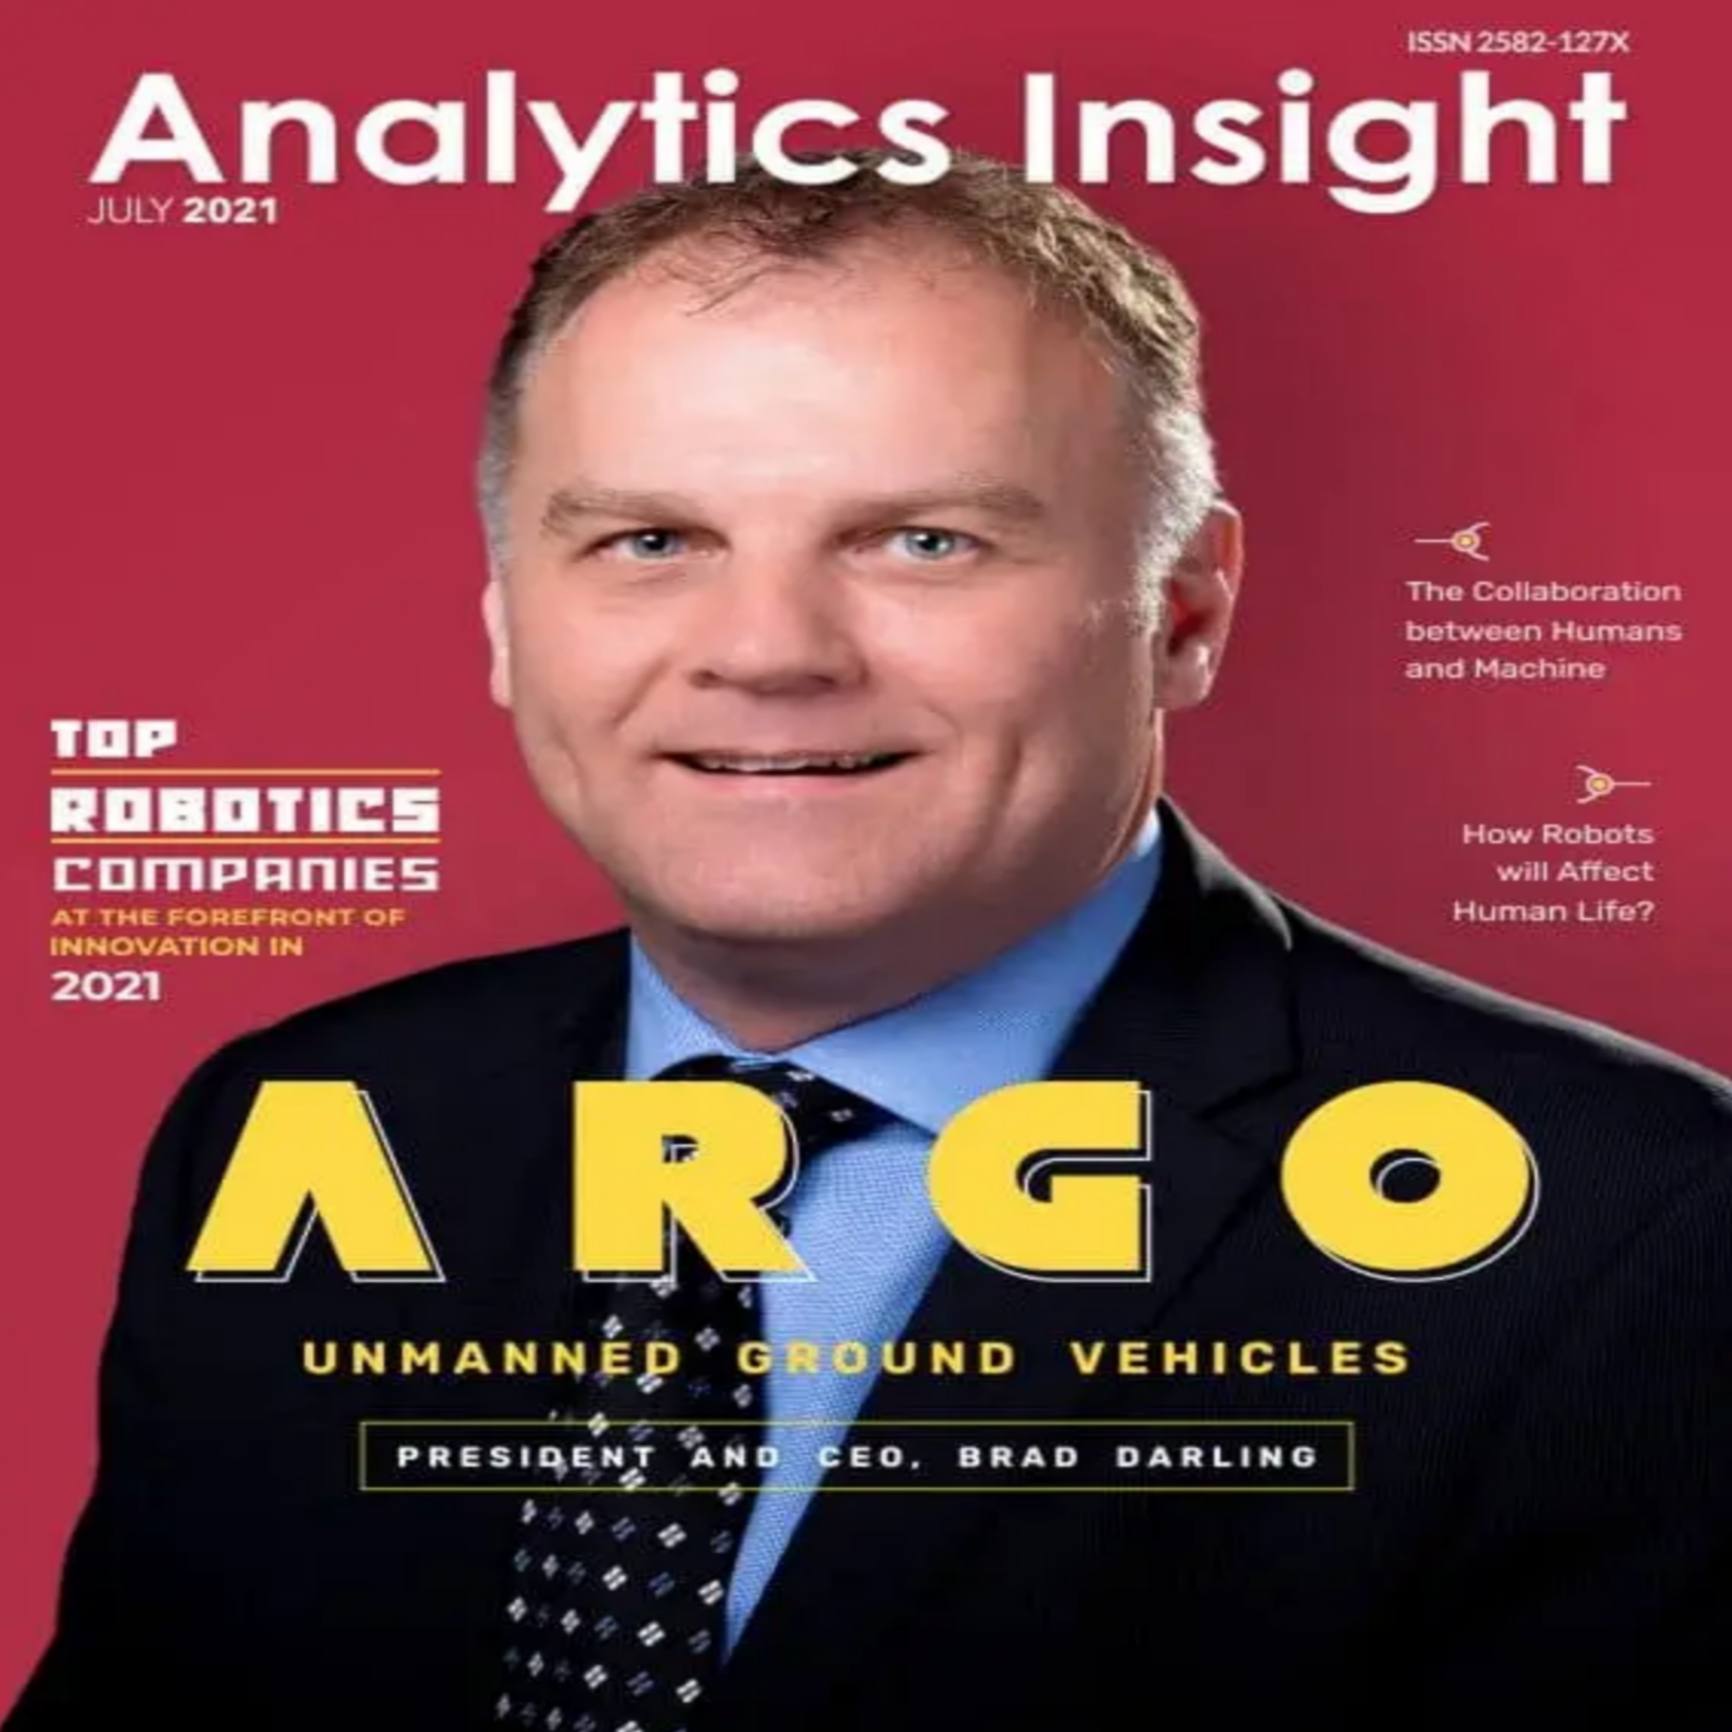 ISSN 2582-127X
Analytics Insight
JULY 2021
The Collaboration
between Humans
and Machine
TOP
ROBOTICS
COMPANIES
AT THE FOREFRONT OF
INNOVATION IN
2021
How Robots
will Affect
Human Life?
ARGO
UNMANNED GROUND VEHICLES
PRESIDENT AND CEO, BRAD DARLING